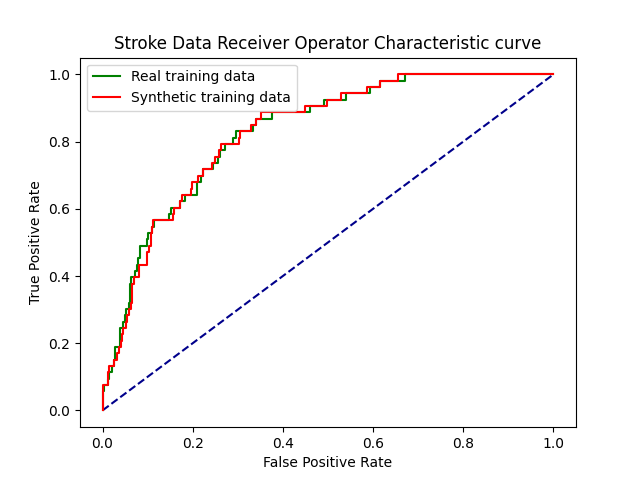 Stroke Data Receiver Operator Characteristic curve
Real training data
Synthetic training data
True Positive Rate
1.0
0.8
0.6
0.4
0.2
0.0
0.0 0.2 0.4 0.6 0.8 1.0
False Positive Rate